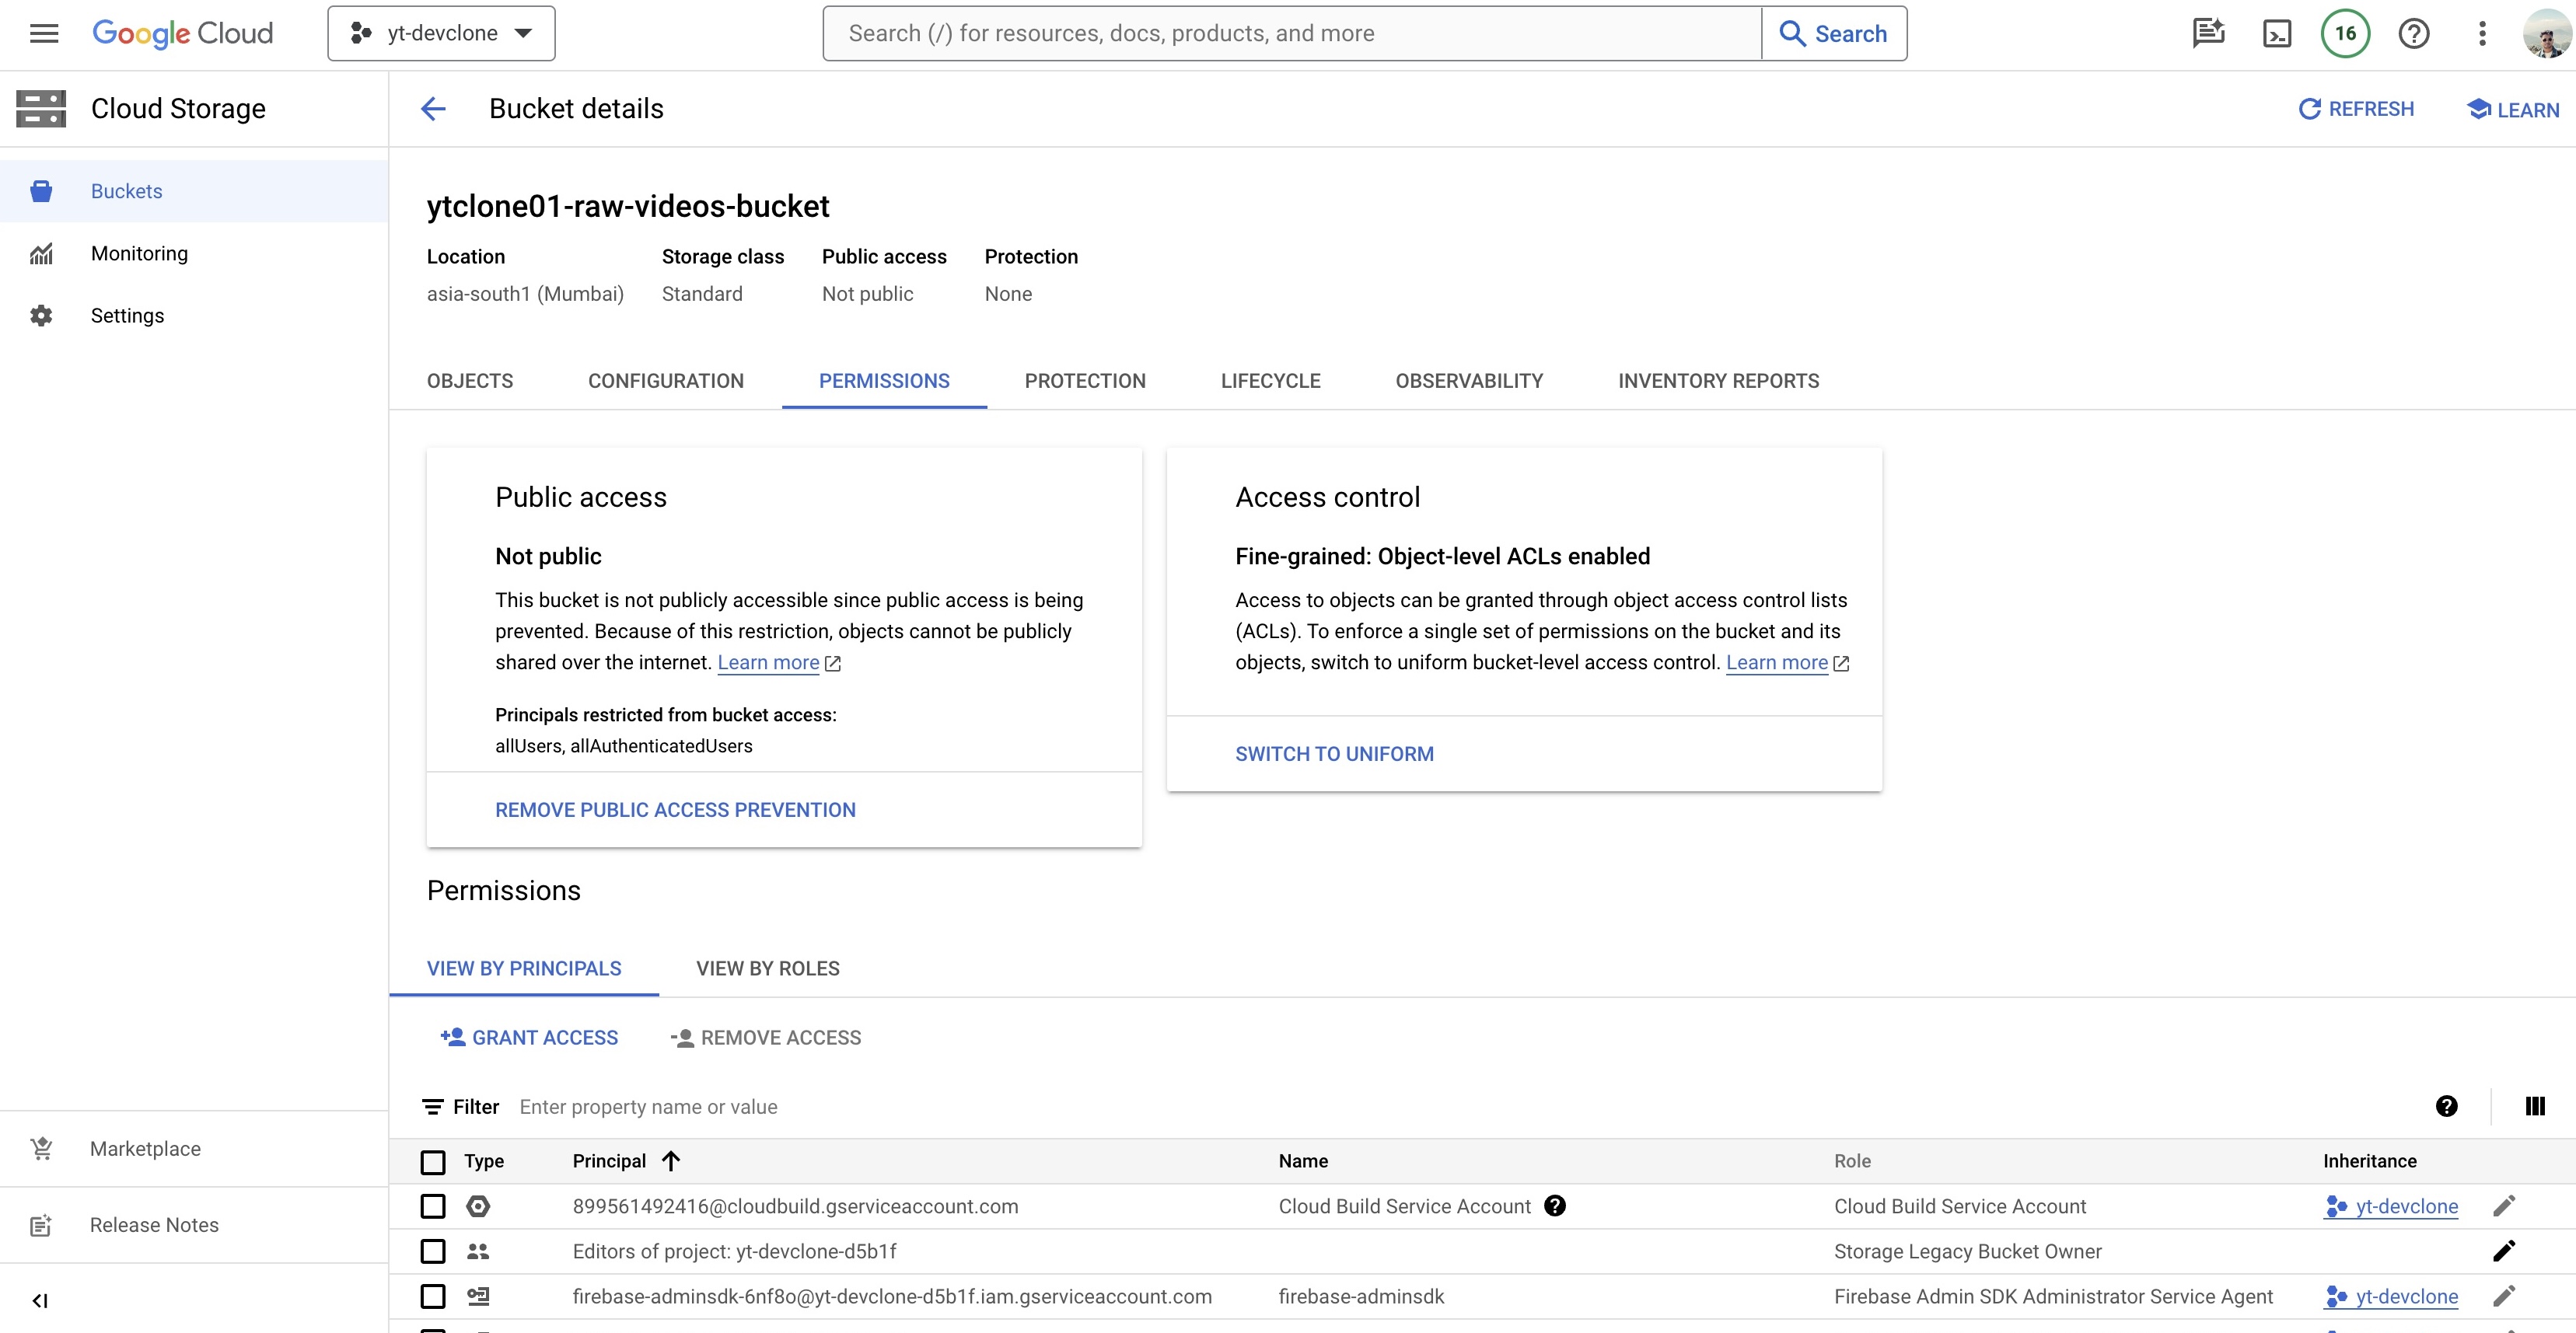 Google Cloud
yt-devclone
Search (/) for resources, docs, products, and more
Search
16
Cloud Storage
Bucket details
REFRESH
LEARN
Buckets
Monitoring
Settings
ytclone01-raw-videos-bucket
Location
Storage class
Public access
Protection
asia-south1 (Mumbai)
Standard
Not public
None
OBJECTS
CONFIGURATION
PERMISSIONS
PROTECTION
LIFECYCLE
OBSERVABILITY
INVENTORY REPORTS
Public access
Not public
This bucket is not publicly accessible since public access is being
prevented. Because of this restriction, objects cannot be publicly
shared over the internet. Learn more
Principals restricted from bucket access:
allUsers, allAuthenticatedUsers
REMOVE PUBLIC ACCESS PREVENTION
Access control
Fine-grained: Object-level ACLs enabled
Access to objects can be granted through object access control lists
(ACLs). To enforce a single set of permissions on the bucket and its
objects, switch to uniform bucket-level access control. Learn more
SWITCH TO UNIFORM
Permissions
VIEW BY PRINCIPALS
VIEW BY ROLES
GRANT ACCESS
REMOVE ACCESS
Filter Enter property name or value
Type Principal Name Role Inheritance
899561492416@cloudbuild.gserviceaccount.com Cloud Build Service Account Cloud Build Service Account yt-devclone
Editors of project: yt-devclone-d5b1f Storage Legacy Bucket Owner
firebase-adminsdk-6nf8o@yt-devclone-d5b1f.iam.gserviceaccount.com firebase-adminsdk Firebase Admin SDK Administrator Service Agent yt-devclone
Marketplace
Release Notes